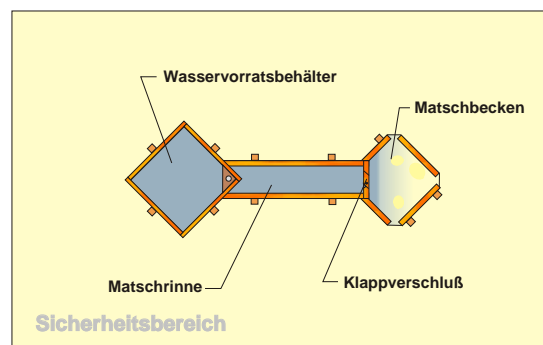 Wasservorratsbehälter
Matschbecken
Matschrinne
Klappverschluß
Sicherheitsbereich